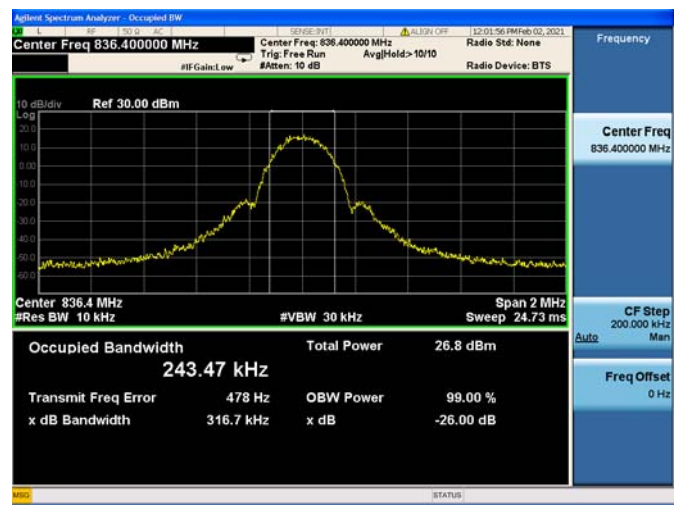 Agilent Spectrum Analyzer - Occupied BW
L RF 50 Ω AC SENSE:INT ALIGN OFF 12:01:56 PM Feb 02, 2021
Center Freq 836.400000 MHz
Center Freq: 836.400000 MHz Radio Std: None
Trig: Free Run Avg|Hold:>10/10
#IFGain:Low #Atten: 10 dB Radio Device: BTS
10 dB/div Ref 30.00 dBm
Log
20.0
10.0
0.00
-10.0
-20.0
-30.0
-40.0
-50.0
-60.0
Center 836.4 MHz Span 2 MHz
#Res BW 10 kHz #VBW 30 kHz Sweep 24.73 ms
Occupied Bandwidth Total Power 26.8 dBm
243.47 kHz
Transmit Freq Error 478 Hz OBW Power 99.00 %
x dB Bandwidth 316.7 kHz x dB -26.00 dB
MSG STATUS
Frequency
Center Freq
836.400000 MHz
CF Step
200.000 kHz
Auto Man
Freq Offset
0 Hz